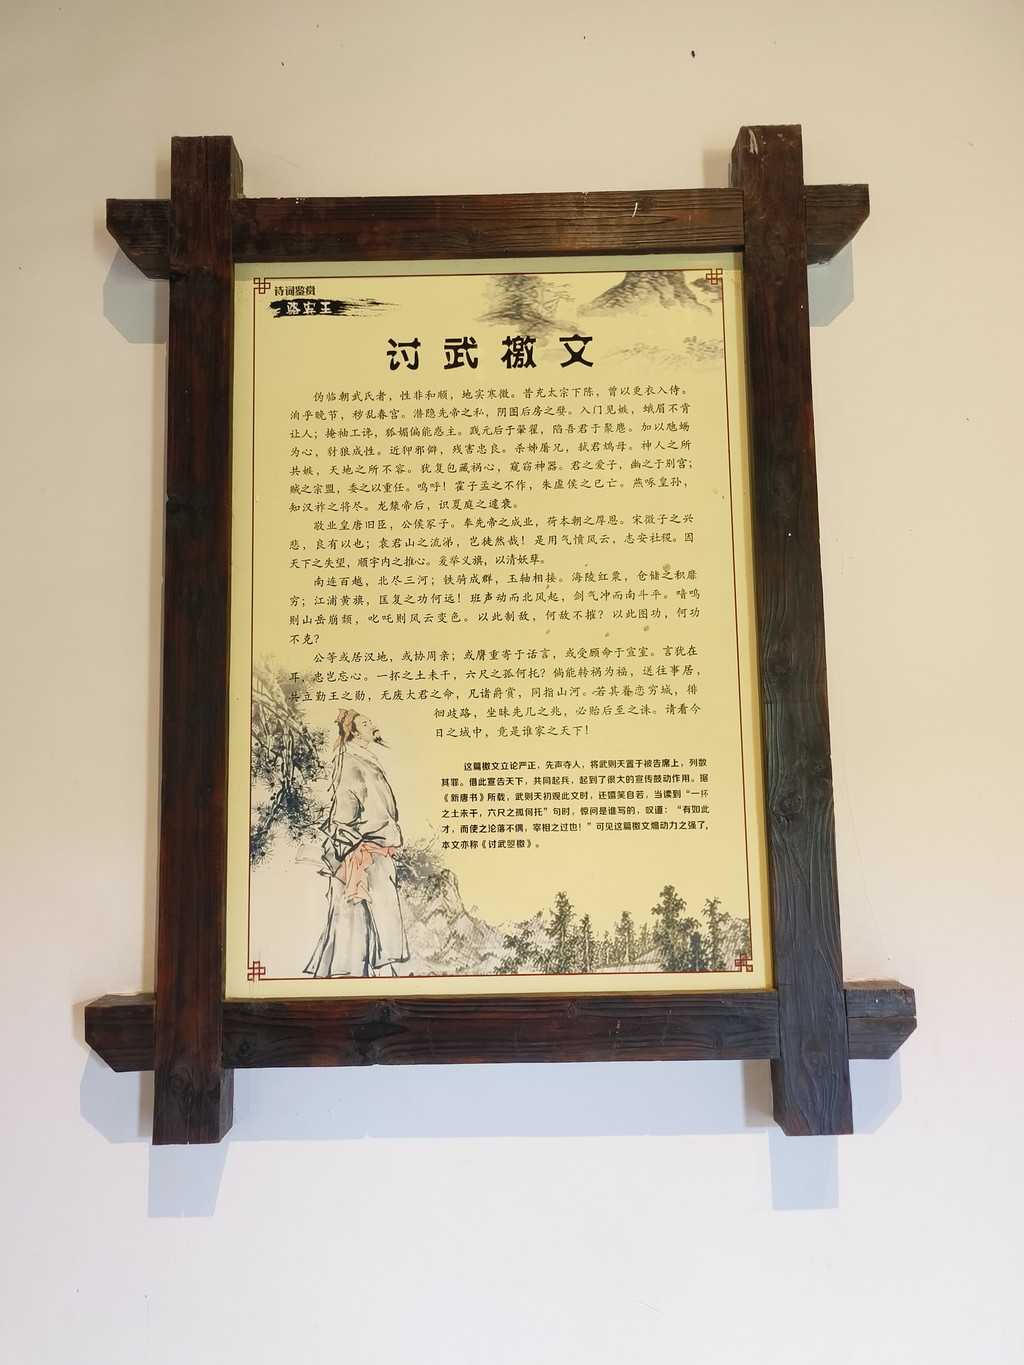 诗词鉴赏
骆宾王
讨武檄文
伪临朝武氏者，性非和顺，地实寒微。昔充太宗下陈，曾以更衣入侍。
洎乎晚节，秽乱春宫。潜隐先帝之私，阴图后房之嬖。入门见嫉，蛾眉不肯
让人；掩袖工谗，狐媚偏能惑主。践元后于翚翟，陷吾君于聚麀。加以虺蜴
为心，豺狼成性。近狎邪僻，残害忠良。杀姊屠兄，弑君鸩母。神人之所
共嫉，天地之所不容。犹复包藏祸心，窥窃神器。君之爱子，幽之于别宫；
贼之宗盟，委之以重任。呜呼！霍子孟之不作，朱虚侯之已亡。燕啄皇孙，
知汉祚之将尽。龙漦帝后，识夏庭之遽衰。
敬业皇唐旧臣，公侯冢子。奉先帝之成业，荷本朝之厚恩。宋微子之兴
悲，良有以也；袁君山之流涕，岂徒然哉！是用气愤风云，志安社稷。因
天下之失望，顺宇内之推心。爰举义旗，以清妖孽。
南连百越，北尽三河；铁骑成群，玉轴相接。海陵红粟，仓储之积靡
穷；江浦黄旗，匡复之功何远！班声动而北风起，剑气冲而南斗平。喑呜
则山岳崩颓，叱吒则风云变色。以此制敌，何敌不摧？以此图功，何功
不克？
公等或居汉地，或协周亲；或膺重寄于话言，或受顾命于宣室。言犹在
耳，忠岂忘心。一抔之土未干，六尺之孤何托？倘能转祸为福，送往事居，
共立勤王之勋，无废大君之命，凡诸爵赏，同指山河。若其眷恋穷城，徘
徊歧路，坐昧先几之兆，必贻后至之诛。请看今
日之域中，竟是谁家之天下！
这篇檄文立论严正，先声夺人，将武则天置于被告席上，列数
其罪。借此宣告天下，共同起兵，起到了很大的宣传鼓动作用。据
《新唐书》所载，武则天初观此文时，还嬉笑自若，当读到“一抔
之土未干，六尺之孤何托”句时，惊问是谁写的，叹道：“有如此
才，而使之沦落不偶，宰相之过也！”可见这篇檄文煽动力之强了，
本文亦称《讨武曌檄》。